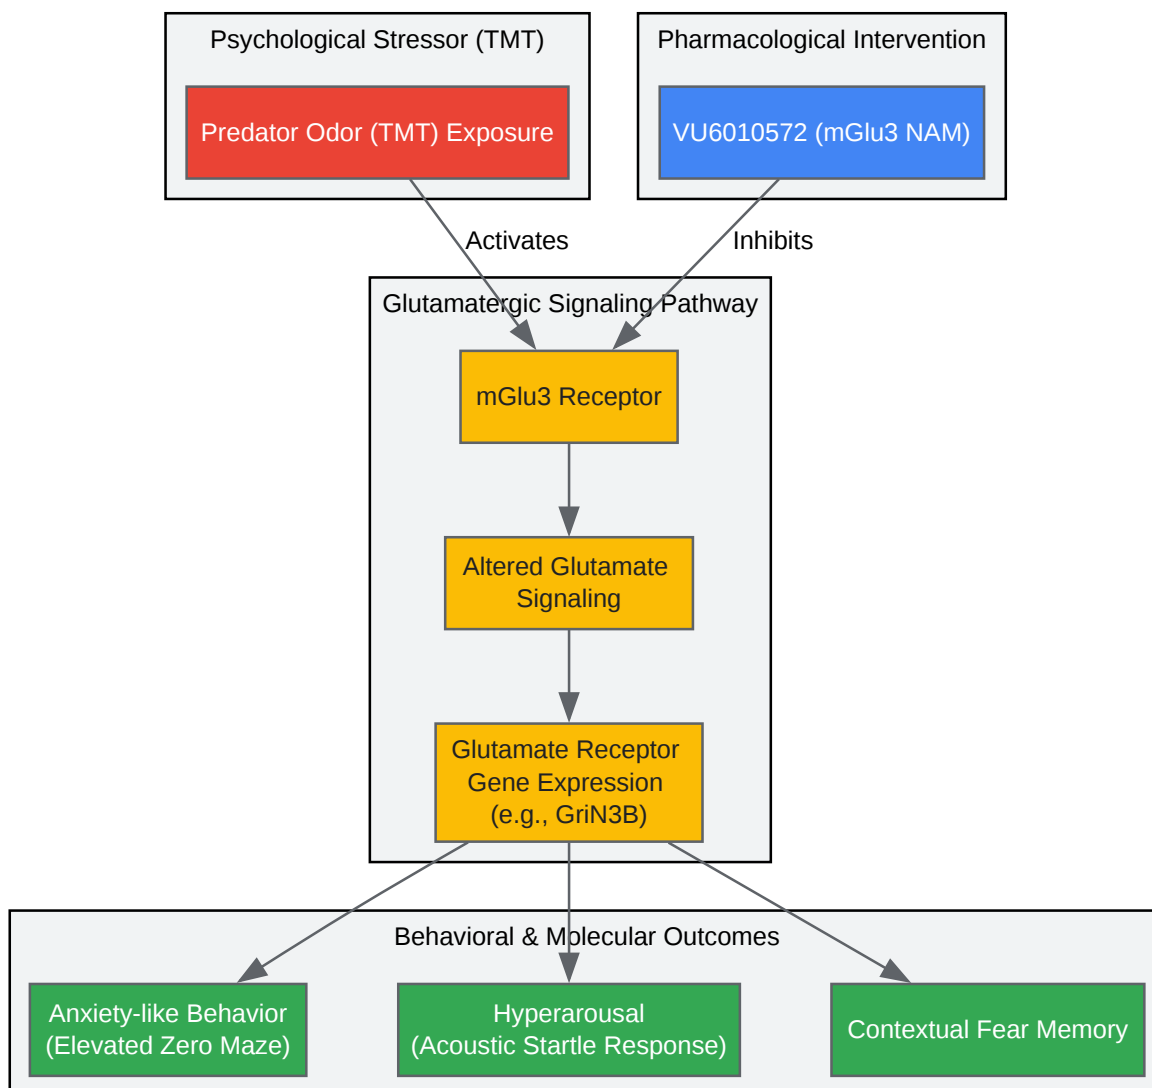 Psychological Stressor (TMT)
Pharmacological Intervention
Predator Odor (TMT) Exposure
VU6010572 (mGlu3 NAM)
Activates
Inhibits
Glutamatergic Signaling Pathway
mGlu3 Receptor
Altered Glutamate
Signaling
Glutamate Receptor
Gene Expression
(e.g., GriN3B)
Behavioral & Molecular Outcomes
Anxiety-like Behavior
(Elevated Zero Maze)
Hyperarousal
(Acoustic Startle Response)
Contextual Fear Memory